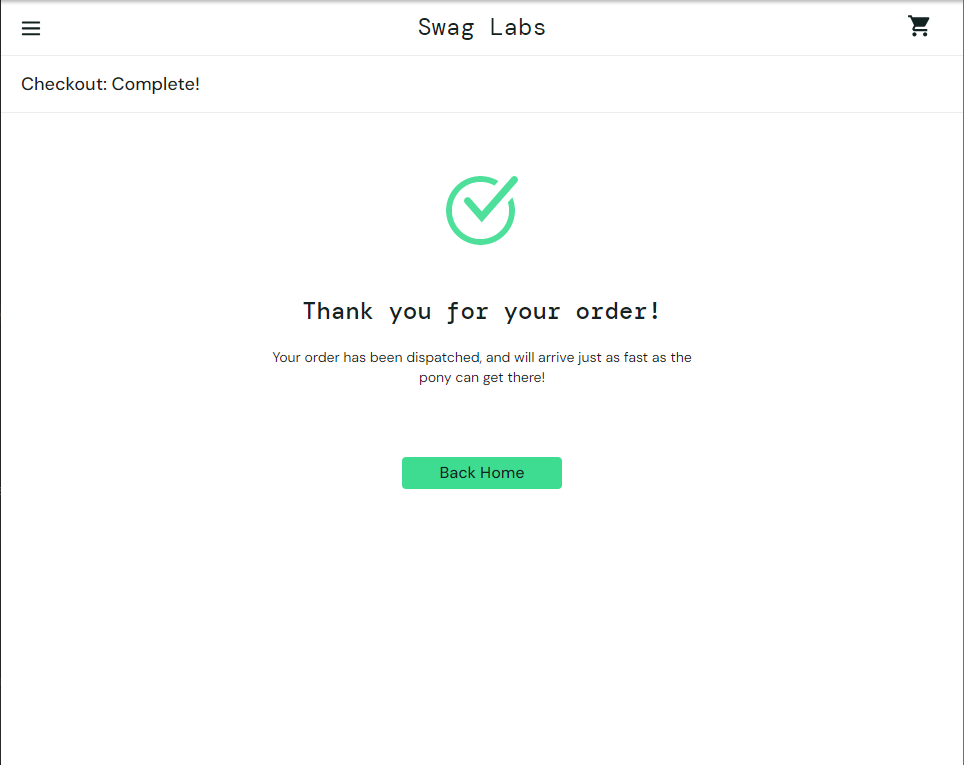 Swag Labs
Checkout: Complete!
Thank you for your order!
Your order has been dispatched, and will arrive just as fast as the
pony can get there!
Back Home